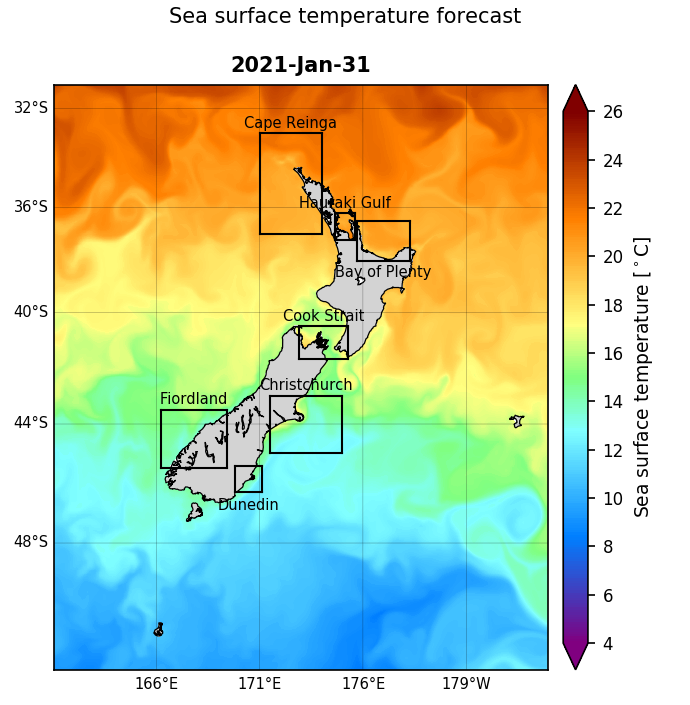 Sea surface temperature forecast
2021-Jan-31
32°S
36°S
40°S
44°S
48°S
166°E
171°E
176°E
179°W
Cape Reinga
Hauraki Gulf
Bay of Plenty
Cook Strait
Christchurch
Fiordland
Dunedin
26
24
22
20
18
16
14
12
10
8
6
4
Sea surface temperature [°C]